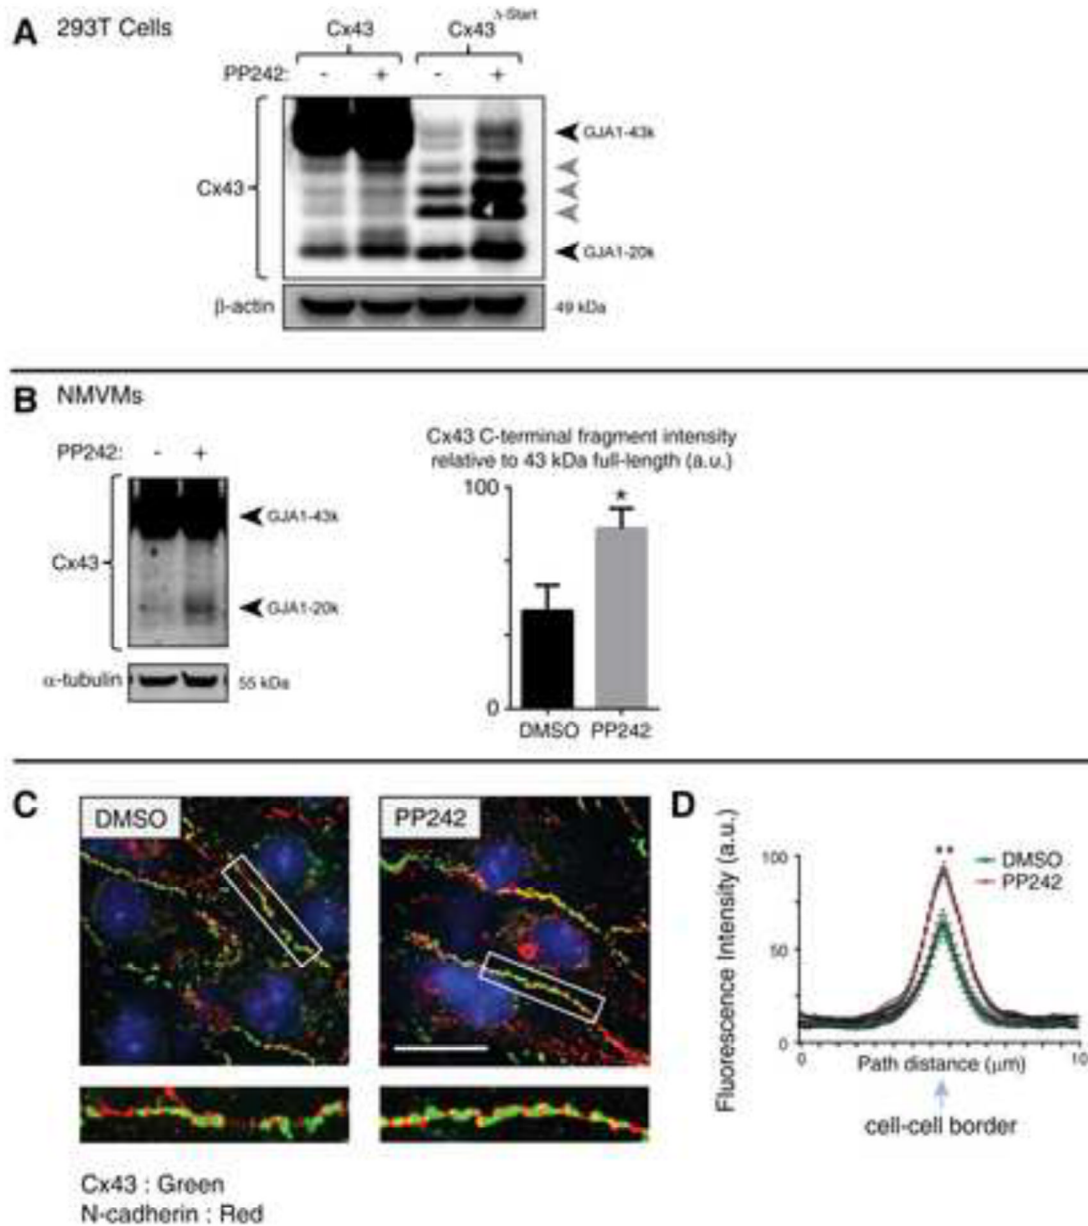 A 293T Cells
Cx43 Cx43 Δ-Start
PP242: - + - +
Cx43
GJA1-43k
GJA1-20k
β-actin
49 kDa
B NMVMs
PP242: - +
Cx43
GJA1-43k
GJA1-20k
α-tubulin
55 kDa
Cx43 C-terminal fragment intensity
relative to 43 kDa full-length (a.u.)
100
*
0
DMSO PP242
C
DMSO
PP242
Cx43 : Green
N-cadherin : Red
D
Fluorescence Intensity (a.u.)
100
50
0
**
DMSO
PP242
0 10
Path distance (μm)
cell-cell border